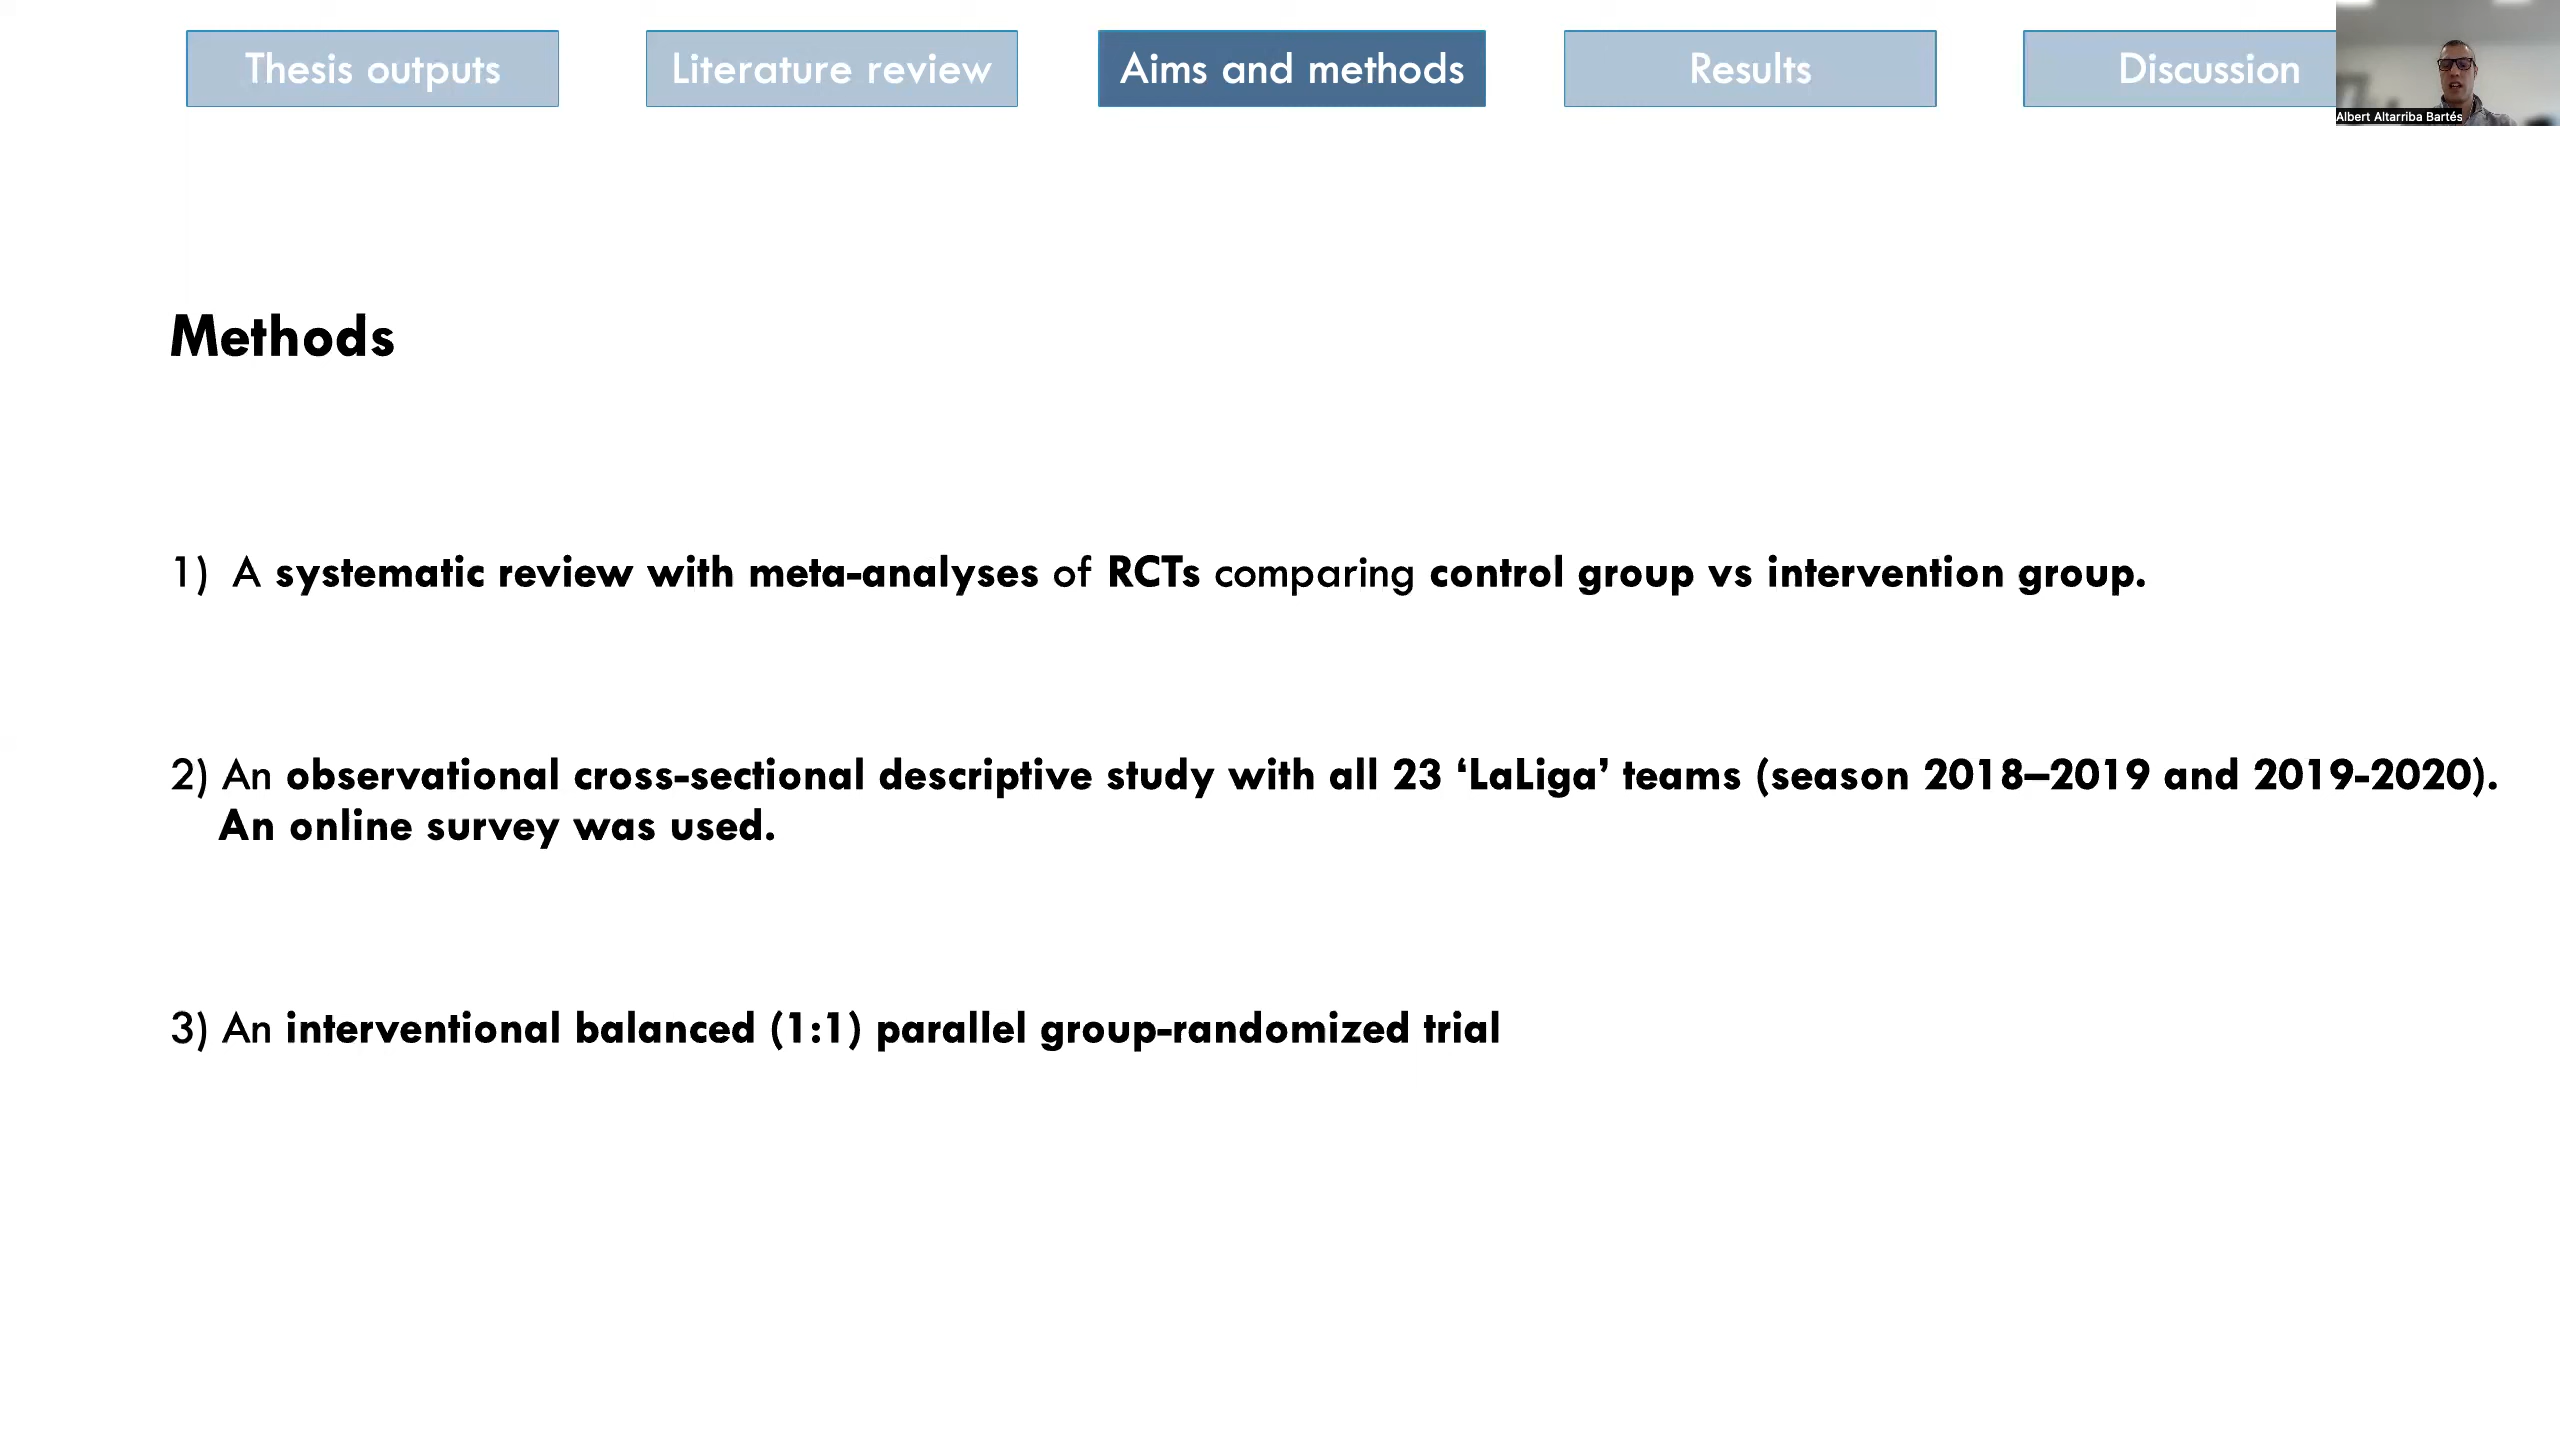 Thesis outputs
Literature review
Aims and methods
Results
Discussion
Albert Altarriba Bartés
Methods
1) A systematic review with meta-analyses of RCTs comparing control group vs intervention group.
2) An observational cross-sectional descriptive study with all 23 ‘LaLiga’ teams (season 2018–2019 and 2019-2020).
An online survey was used.
3) An interventional balanced (1:1) parallel group-randomized trial